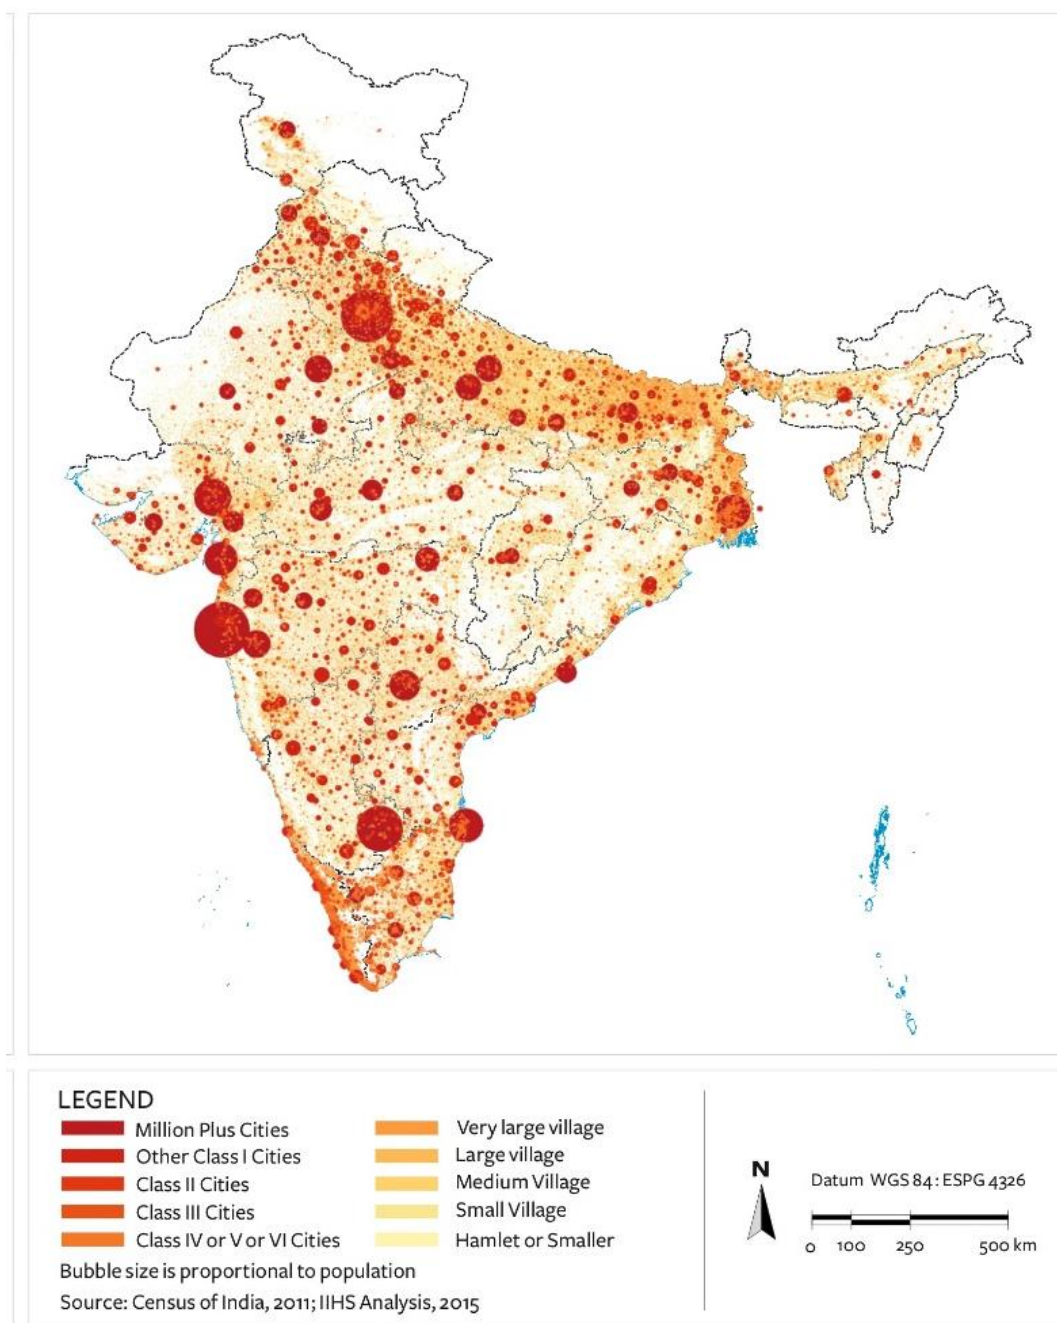 LEGEND
Million Plus Cities
Other Class I Cities
Class II Cities
Class III Cities
Class IV or V or VI Cities
Very large village
Large village
Medium Village
Small Village
Hamlet or Smaller
Bubble size is proportional to population
Source: Census of India, 2011; IIHS Analysis, 2015
N
Datum WGS 84: ESPG 4326
0 100 250 500 km